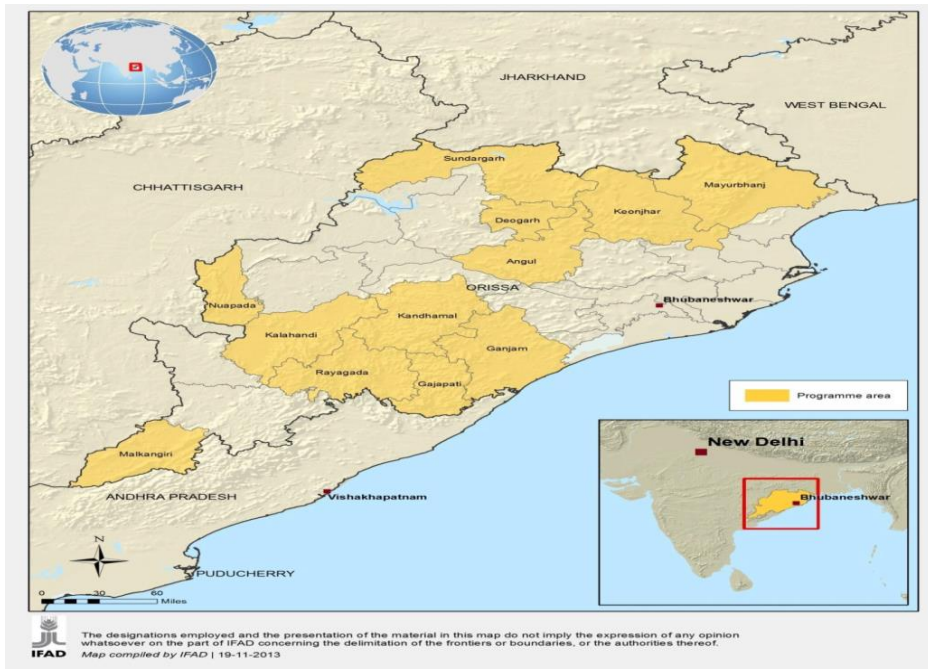 JHARKHAND
WEST BENGAL
Sundargarh
Mayurbhanj
CHHATTISGARH
Keonjhar
Deogarh
Angul
ORISSA
Bhubaneshwar
Nuapada
Kandhamal
Kalahandi
Ganjam
Rayagada
Gajapati
Programme area
New Delhi
Malkangiri
Bhubaneshwar
ANDHRA PRADESH
Vishakhapatnam
PUDUCHERRY
0 30 60
Miles
The designations employed and the presentation of the material in this map do not imply the expression of any opinion
whatsoever on the part of IFAD concerning the delimitation of the frontiers or boundaries, or the authorities thereof.
IFAD
Map compiled by IFAD | 19-11-2013